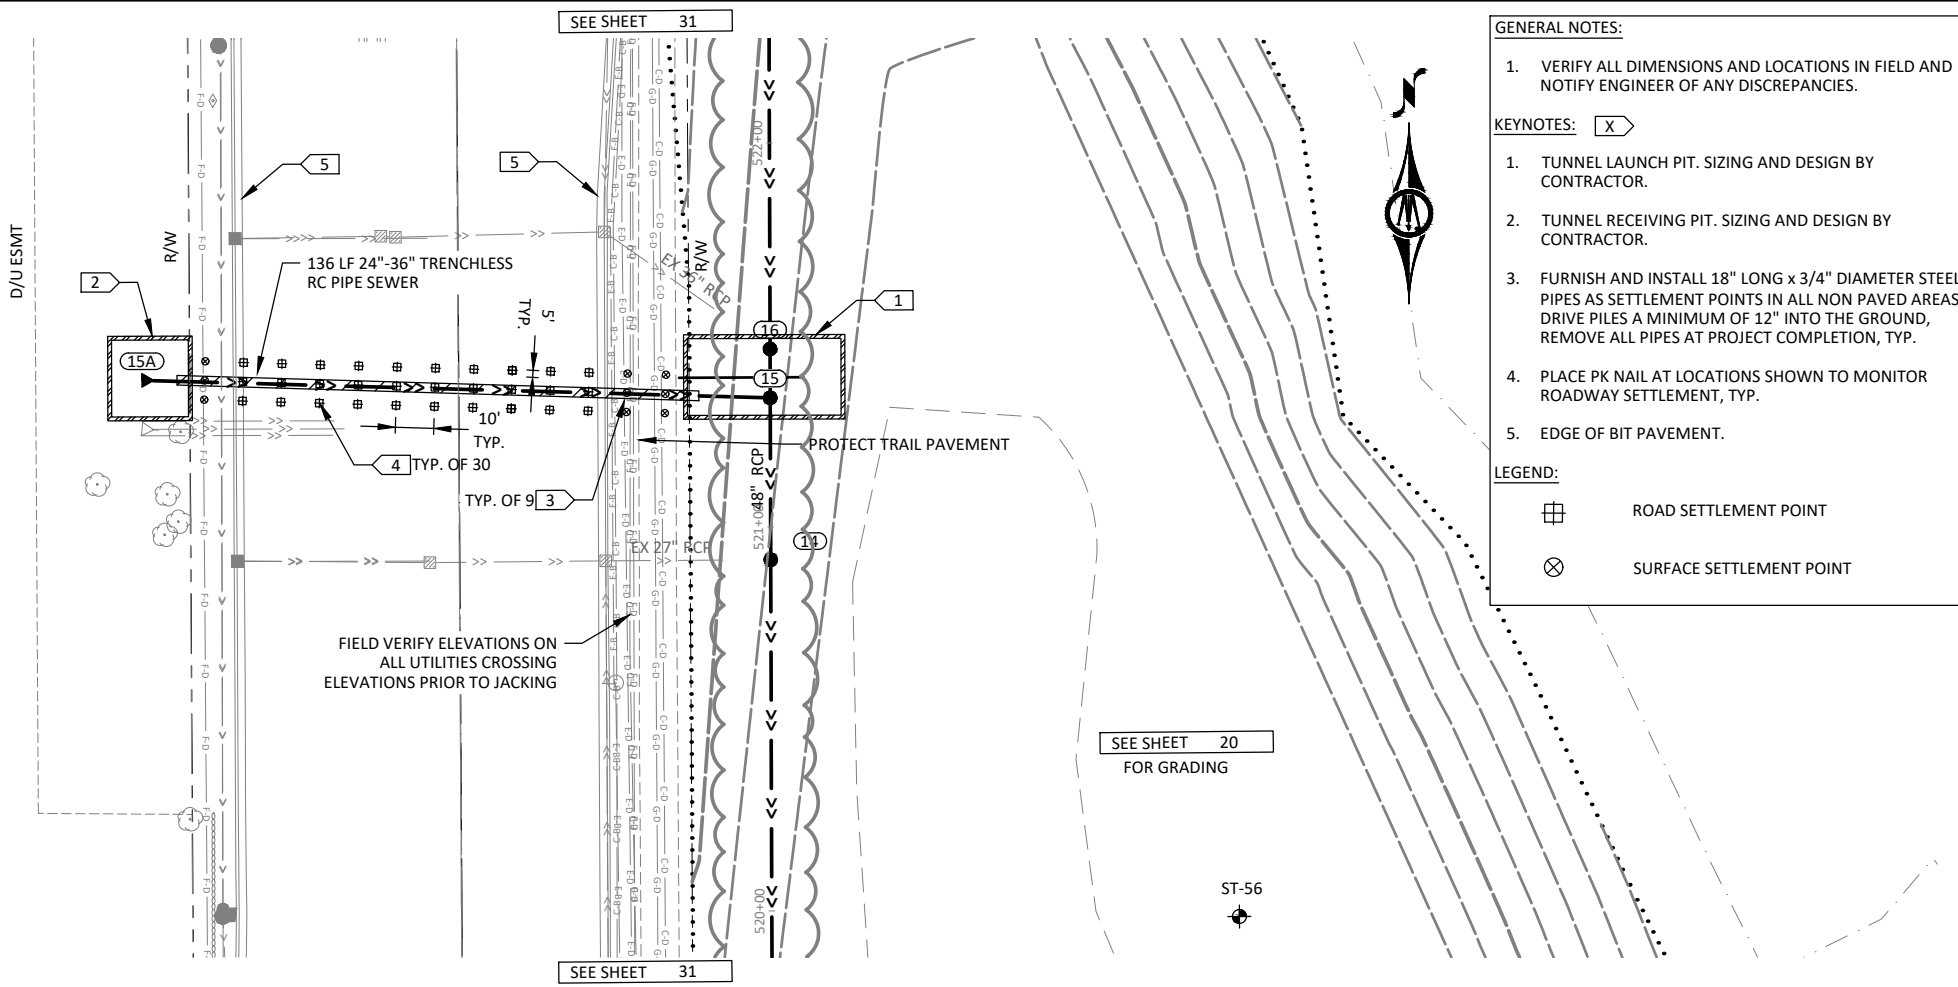 SEE SHEET 31
GENERAL NOTES:
1. VERIFY ALL DIMENSIONS AND LOCATIONS IN FIELD AND
NOTIFY ENGINEER OF ANY DISCREPANCIES.
KEYNOTES: X
1. TUNNEL LAUNCH PIT. SIZING AND DESIGN BY
CONTRACTOR.
2. TUNNEL RECEIVING PIT. SIZING AND DESIGN BY
CONTRACTOR.
3. FURNISH AND INSTALL 18" LONG x 3/4" DIAMETER STEEL
PIPES AS SETTLEMENT POINTS IN ALL NON PAVED AREAS
DRIVE PILES A MINIMUM OF 12" INTO THE GROUND,
REMOVE ALL PIPES AT PROJECT COMPLETION, TYP.
4. PLACE PK NAIL AT LOCATIONS SHOWN TO MONITOR
ROADWAY SETTLEMENT, TYP.
5. EDGE OF BIT PAVEMENT.
LEGEND:
ROAD SETTLEMENT POINT
SURFACE SETTLEMENT POINT
D/U ESMT
R/W
5
5
522+00
R/W
136 LF 24"-36" TRENCHLESS
RC PIPE SEWER
EX 36" RCP
2
1
5'
TYP.
16
15A
15
10'
TYP.
PROTECT TRAIL PAVEMENT
4 TYP. OF 30
TYP. OF 9 3
48" RCP
521+00
14
EX 27" RCP
FIELD VERIFY ELEVATIONS ON
ALL UTILITIES CROSSING
ELEVATIONS PRIOR TO JACKING
SEE SHEET 20
FOR GRADING
520+00
ST-56
SEE SHEET 31